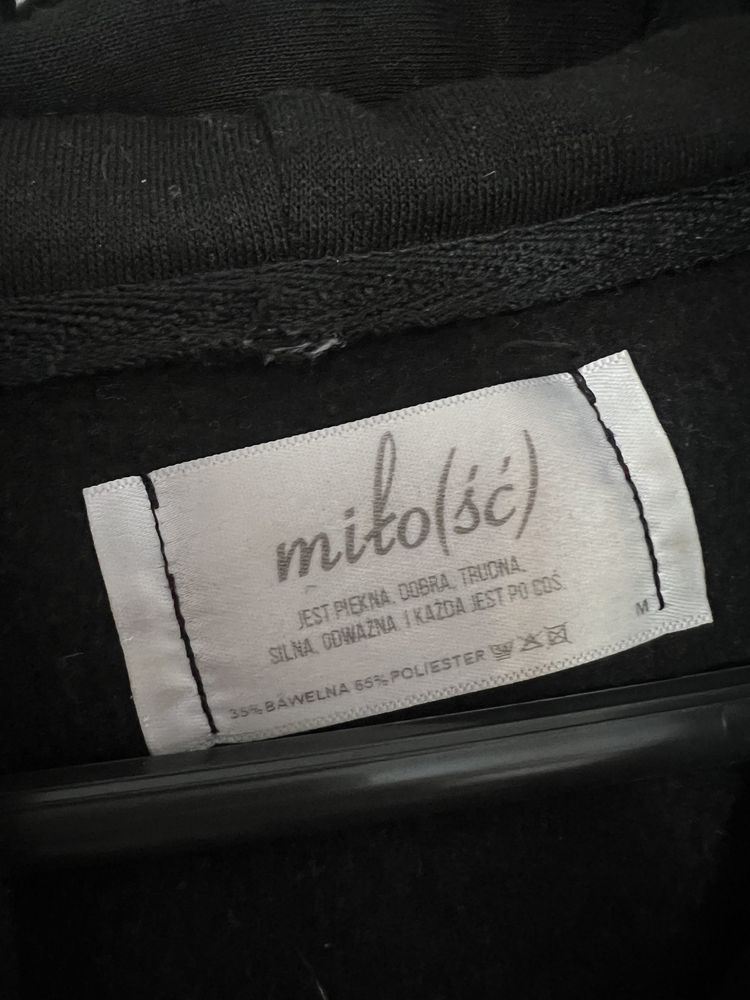 miło(ść)
JEST PIĘKNA. DOBRA. TRUDNA.
SILNA. ODWAŻNA. I KAŻDA JEST PO COŚ.
M
35% BAWEŁNA 65% POLIESTER